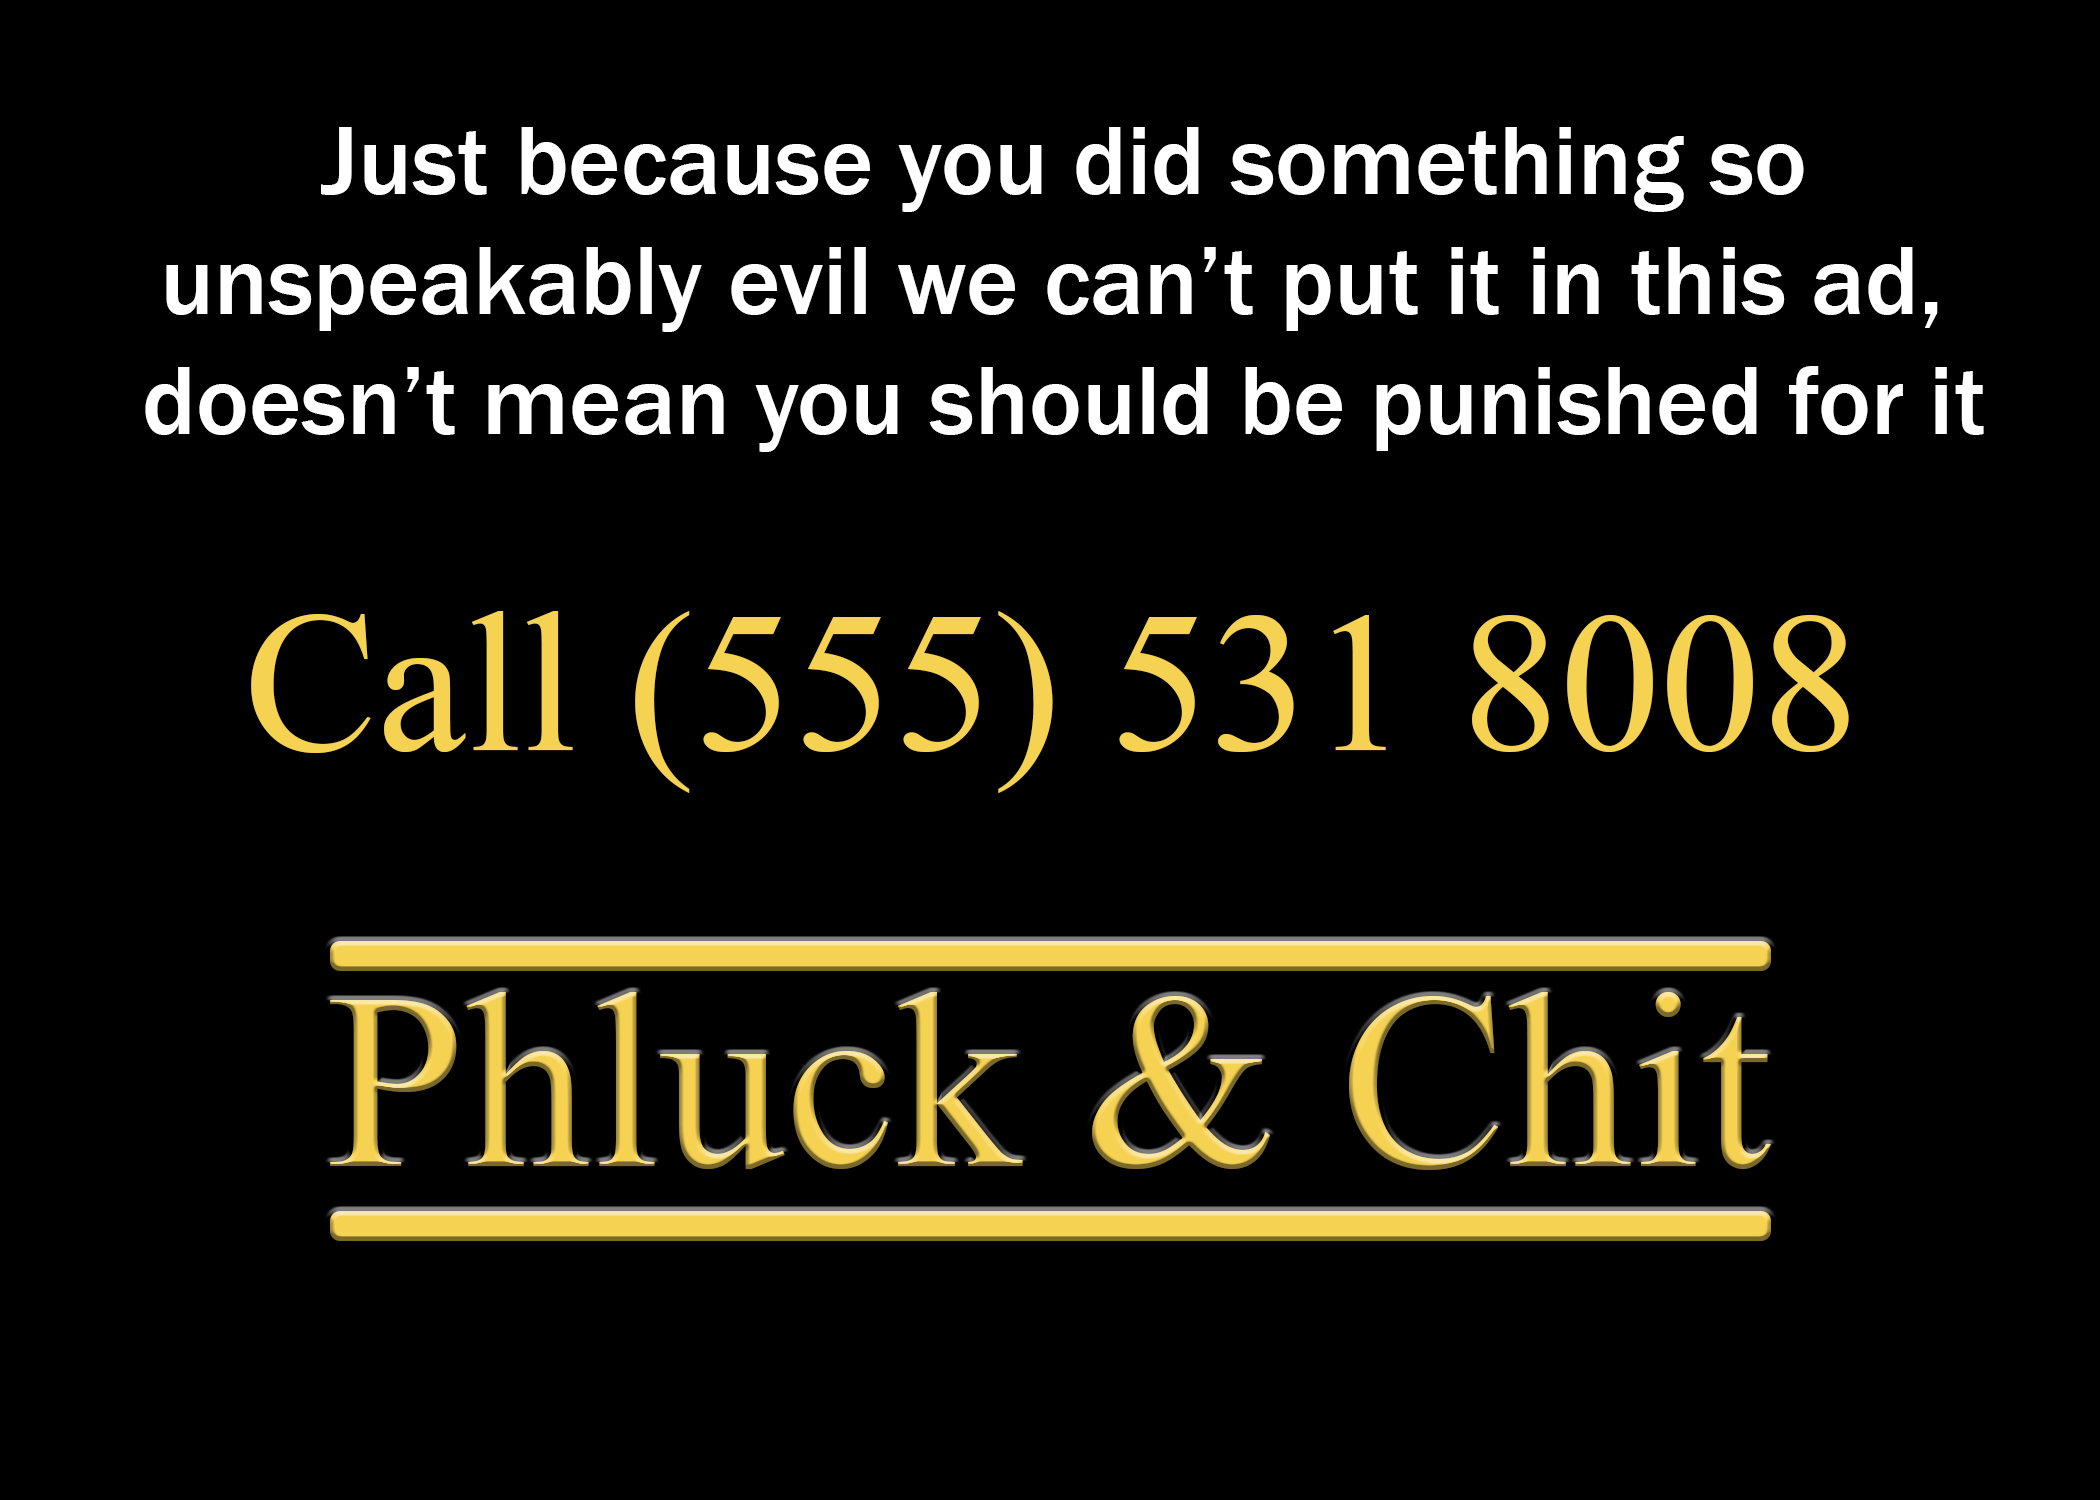 Just because you did something so
unspeakably evil we can’t put it in this ad,
doesn’t mean you should be punished for it
Call (555) 531 8008
Phluck & Chit